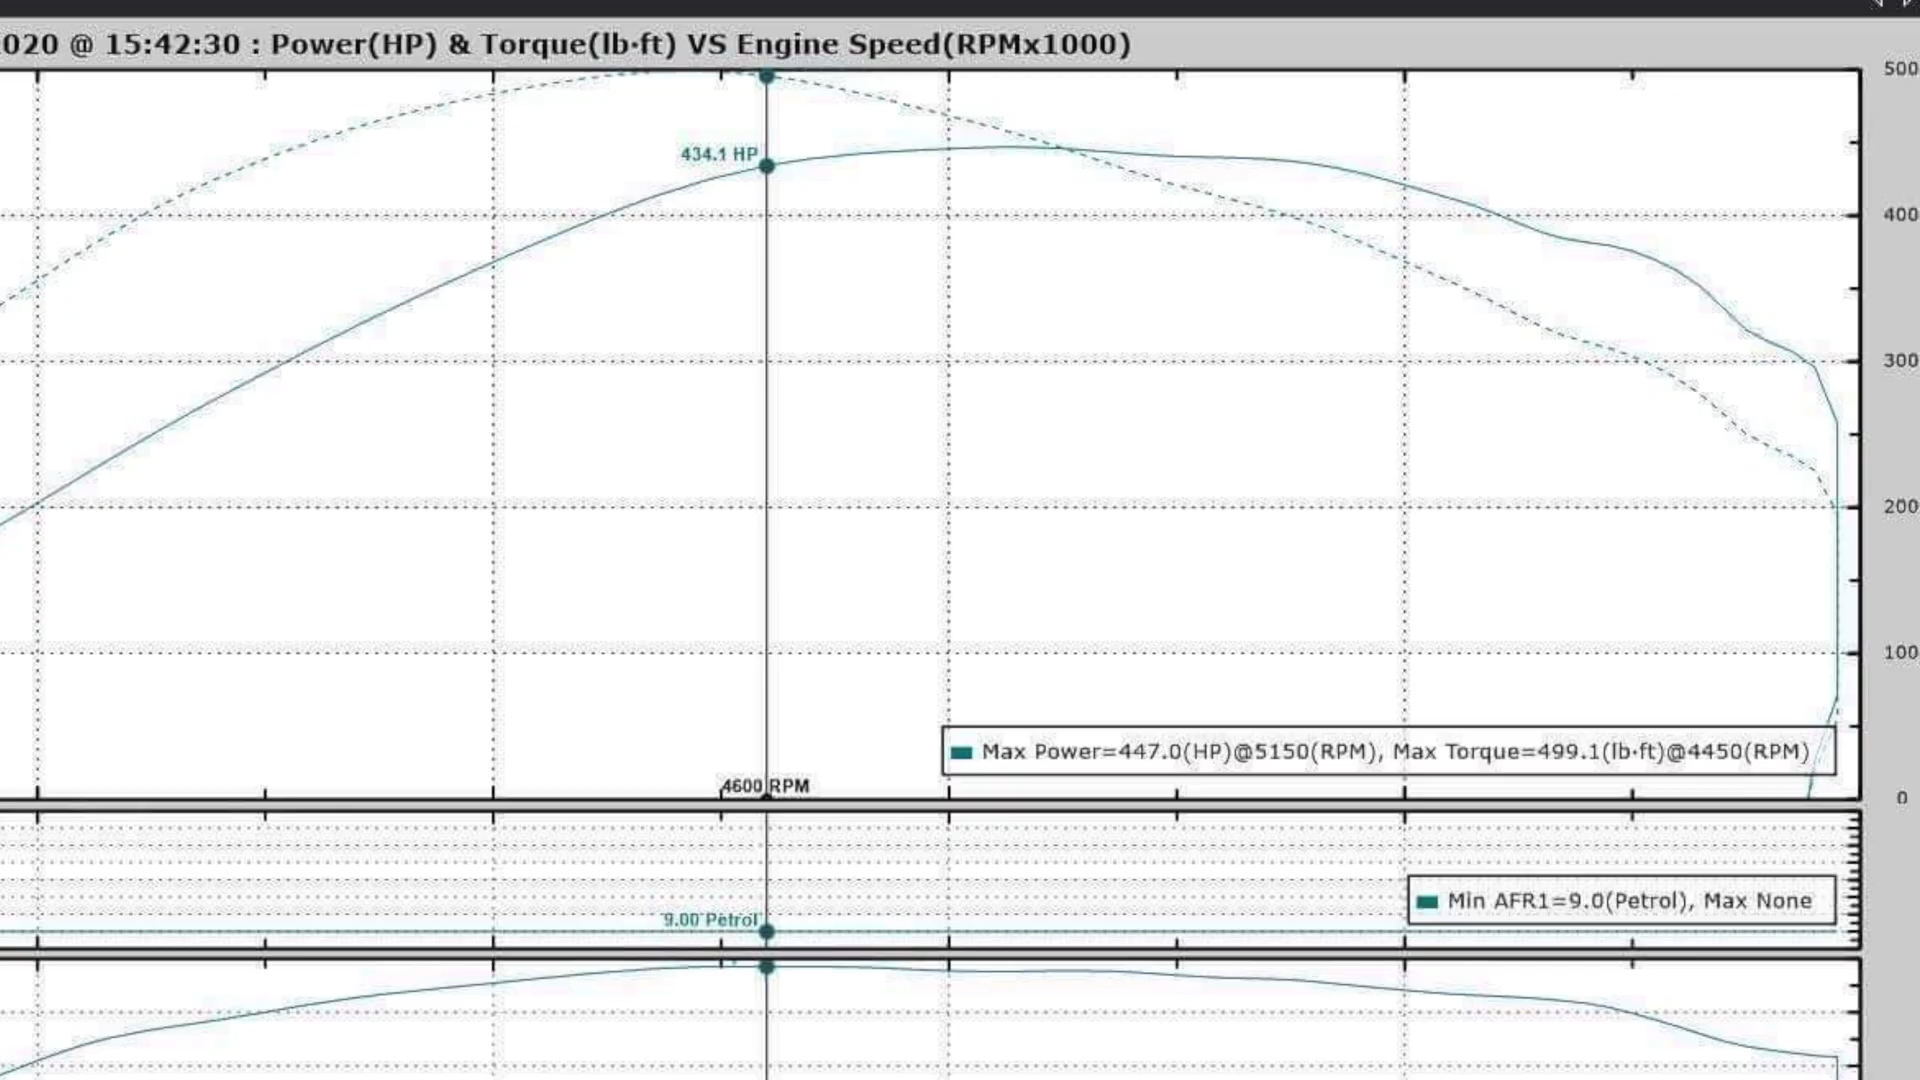 020 @ 15:42:30 : Power(HP) & Torque(lb·ft) VS Engine Speed(RPMx1000)
500
434.1 HP
400
300
200
100
Max Power=447.0(HP)@5150(RPM), Max Torque=499.1(lb·ft)@4450(RPM)
4600 RPM
0
Min AFR1=9.0(Petrol), Max None
9.00 Petrol